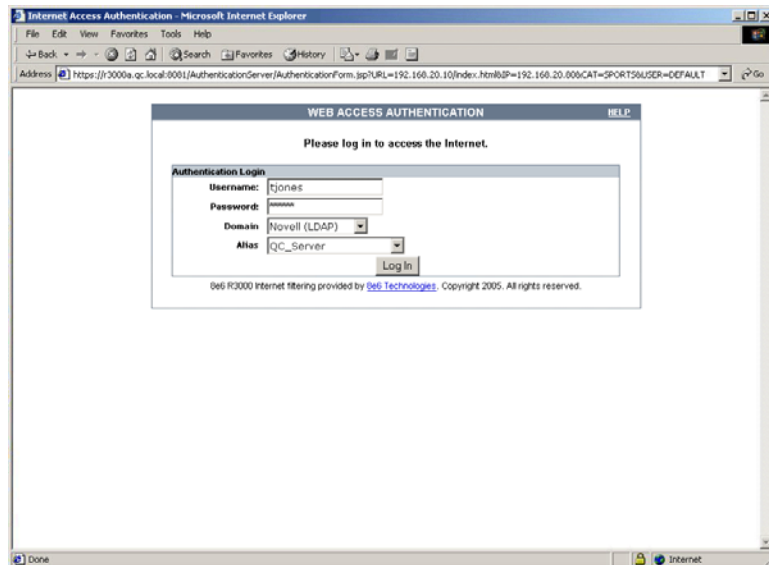 Internet Access Authentication - Microsoft Internet Explorer
File Edit View Favorites Tools Help
Back Search Favorites History
Address https://r3000a.qc.local:8081/AuthenticationServer/AuthenticationForm.jsp?URL=192.168.20.10/index.html&IP=192.168.20.80&CAT=SPORTS&USER=DEFAULT Go
WEB ACCESS AUTHENTICATION HELP
Please log in to access the Internet.
Authentication Login
Username: tjones
Password: ******
Domain Novell (LDAP)
Alias QC_Server
Log In
8e6 R3000 Internet filtering provided by 8e6 Technologies. Copyright 2005. All rights reserved.
Done Internet